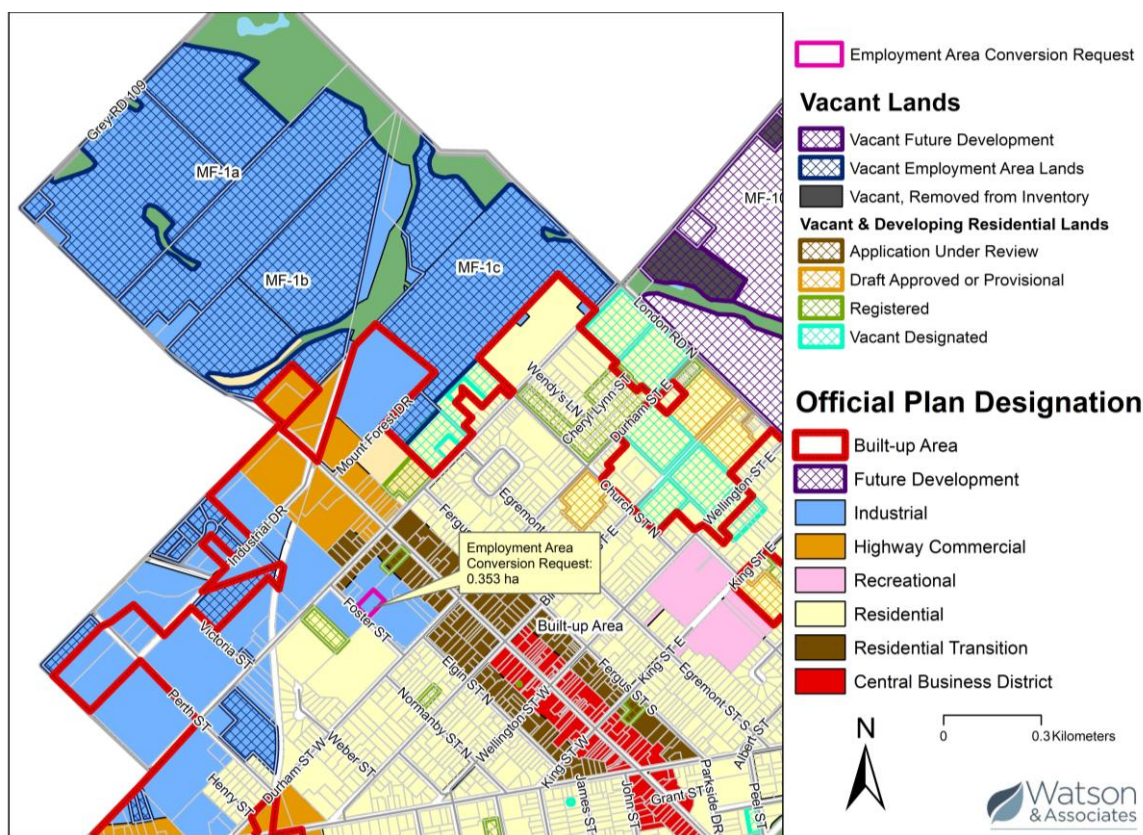 Grey RD 109
MF-1a
MF-1b
MF-1c
MF-10
London RD N
Wendy's LN
Cheryl Lynn ST
Durham ST E
Mount Forest DR
Industrial DR
Church ST N
Wellington ST E
King ST E
Egremont
Fergus
Employment Area
Conversion Request:
0.353 ha
Foster ST
Victoria ST
Built-up Area
Elgin ST N
King ST E
Fergus ST S
Egremont ST S
Perth ST
Normanby ST N
Wellington ST W
King ST W
Albert ST
Weber ST
Durham ST W
Henry ST
James ST
John ST
Grant ST
Parkside DR
Peel ST
Employment Area Conversion Request
Vacant Lands
Vacant Future Development
Vacant Employment Area Lands
Vacant, Removed from Inventory
Vacant & Developing Residential Lands
Application Under Review
Draft Approved or Provisional
Registered
Vacant Designated
Official Plan Designation
Built-up Area
Future Development
Industrial
Highway Commercial
Recreational
Residential
Residential Transition
Central Business District
N
0 0.3 Kilometers
Watson
& Associates